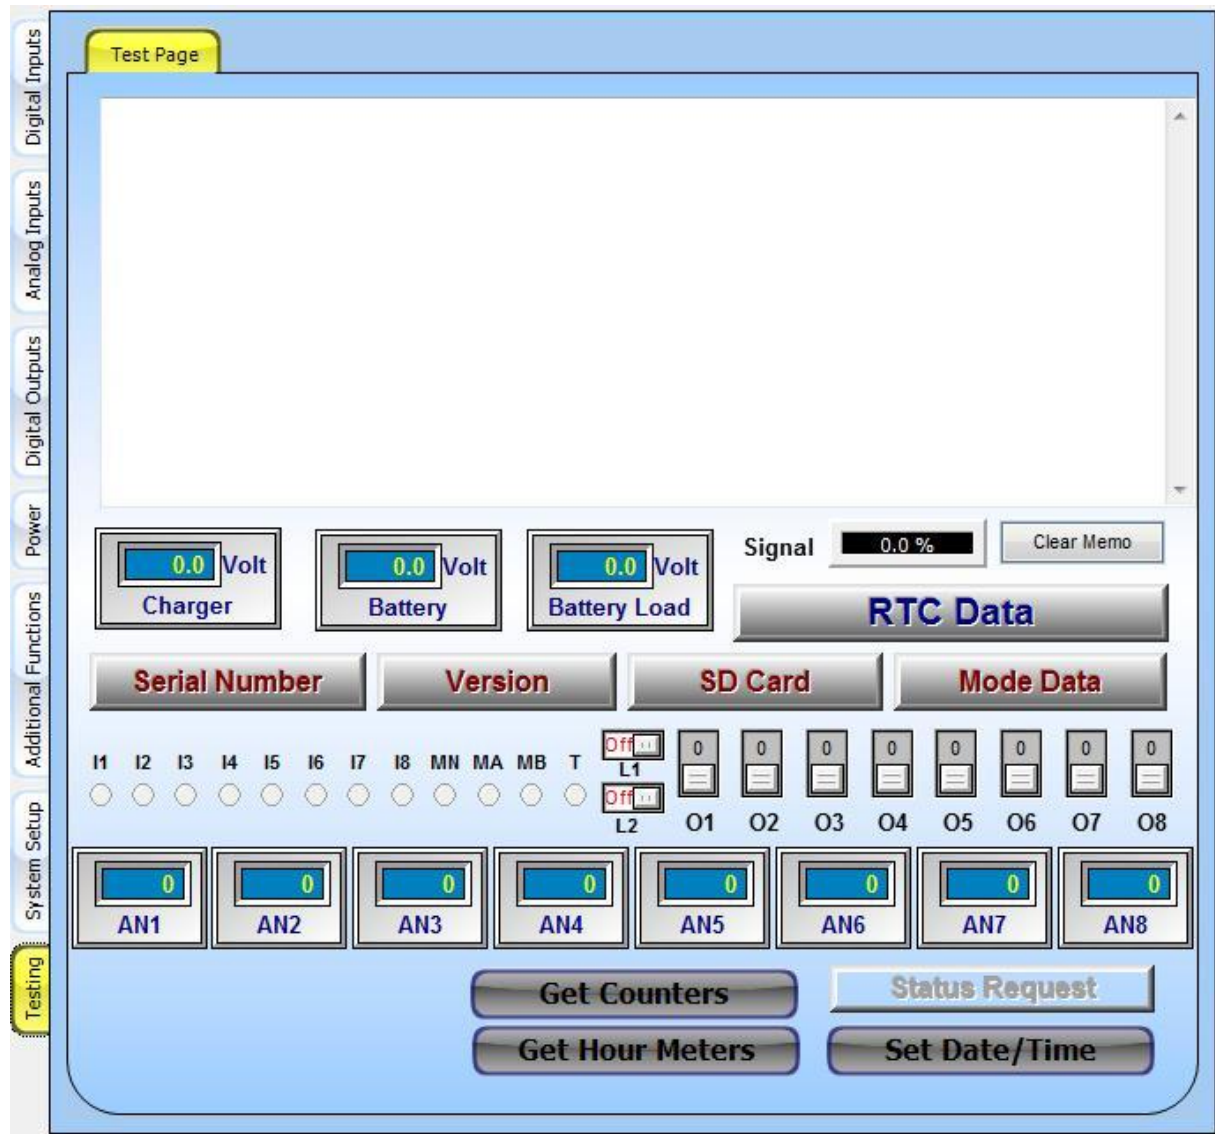 Digital Inputs
Analog Inputs
Digital Outputs
Power
Additional Functions
System Setup
Testing
Test Page
0.0 Volt
Charger
0.0 Volt
Battery
0.0 Volt
Battery Load
Signal 0.0 %
Clear Memo
RTC Data
Serial Number Version SD Card Mode Data
I1 I2 I3 I4 I5 I6 I7 I8 MN MA MB T
Off
L1
Off
L2
0 0 0 0 0 0 0 0
O1 O2 O3 O4 O5 O6 O7 O8
0 0 0 0 0 0 0 0
AN1 AN2 AN3 AN4 AN5 AN6 AN7 AN8
Get Counters Status Request
Get Hour Meters Set Date/Time